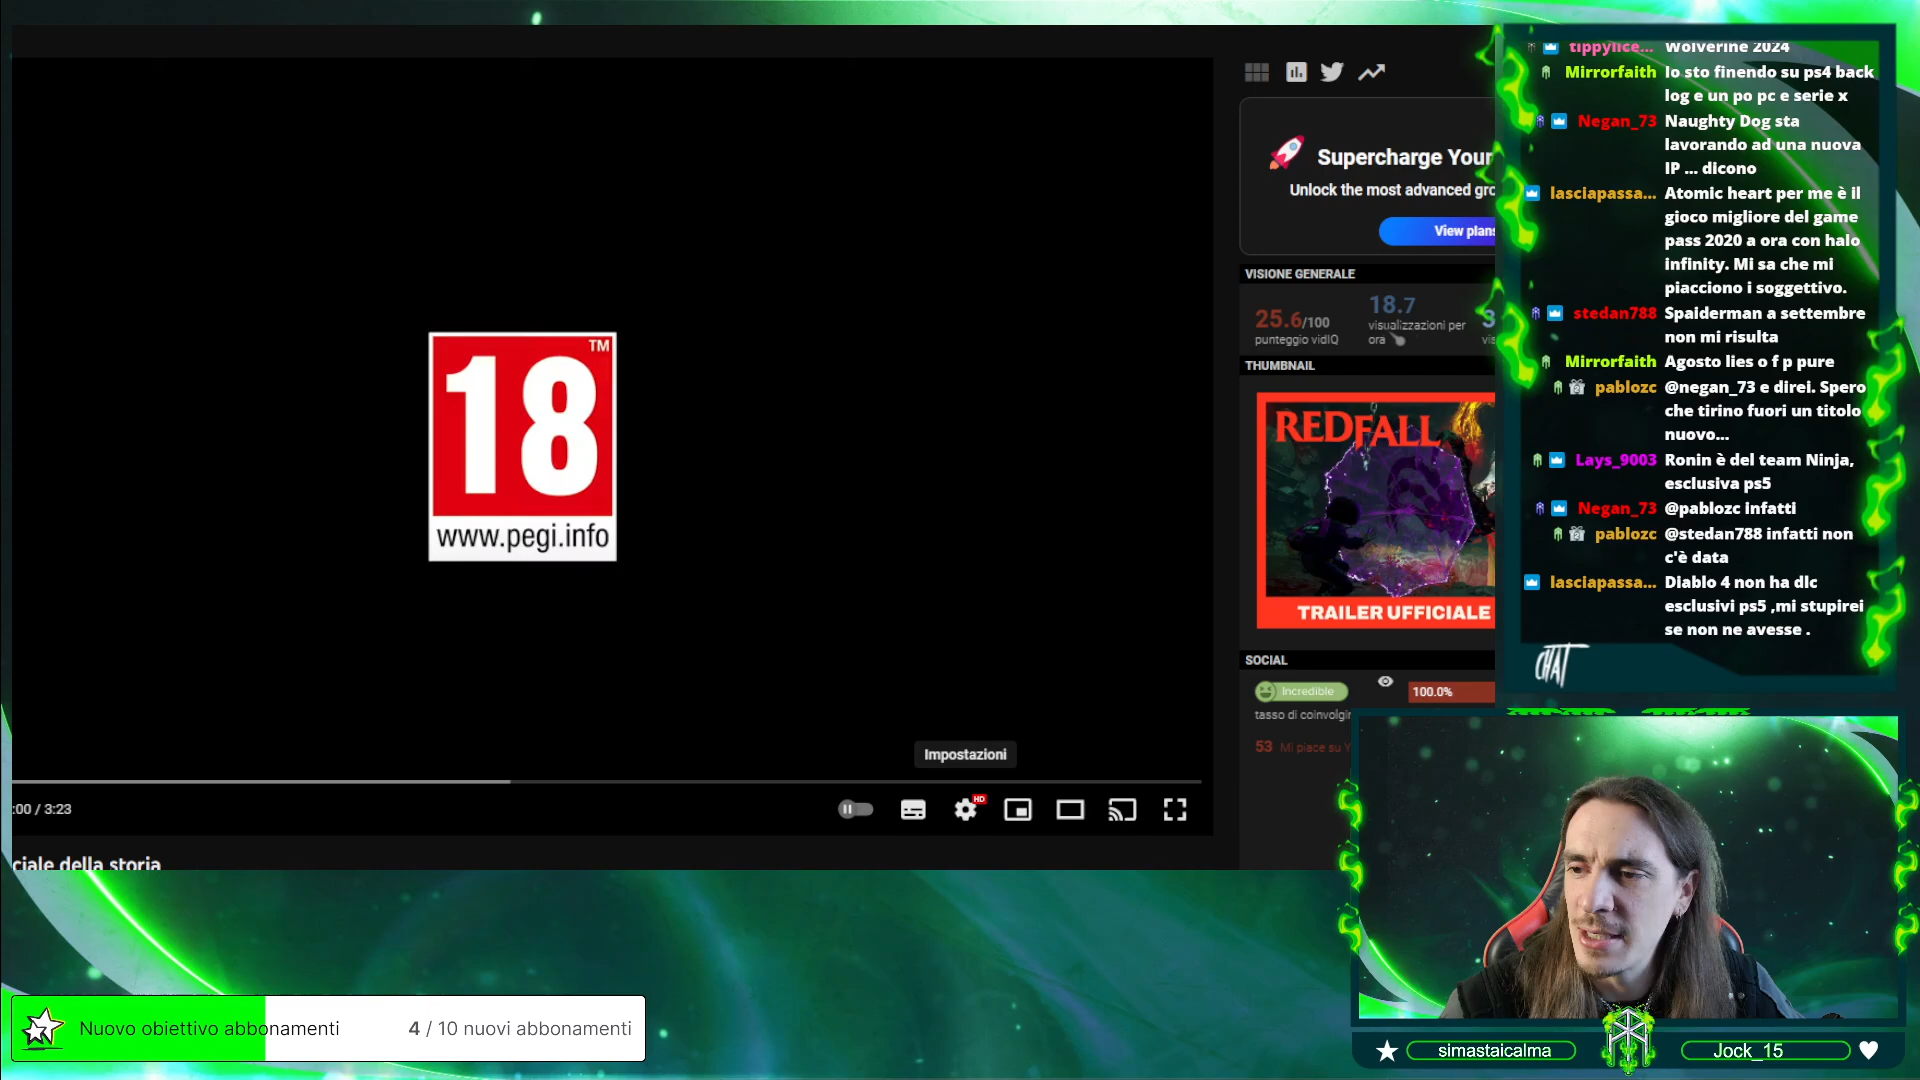 18
TM
www.pegi.info
Impostazioni
:00 / 3:23
HD
ciale della storia
Supercharge Your
Unlock the most advanced gro
View plans
VISIONE GENERALE
25.6/100
punteggio vidIQ
18.7
visualizzazioni per
ora
3
vis
THUMBNAIL
REDFALL
TRAILER UFFICIALE
SOCIAL
Incredible
100.0%
tasso di coinvolgin
53 Mi piace su Y
tippylice... Wolverine 2024
Mirrorfaith Io sto finendo su ps4 back
log e un po pc e serie x
Negan_73 Naughty Dog sta
lavorando ad una nuova
IP ... dicono
lasciapassa... Atomic heart per me è il
gioco migliore del game
pass 2020 a ora con halo
infinity. Mi sa che mi
piacciono i soggettivo.
stedan788 Spaiderman a settembre
non mi risulta
Mirrorfaith Agosto lies o f p pure
pablozc @negan_73 e direi. Spero
che tirino fuori un titolo
nuovo...
Lays_9003 Ronin è del team Ninja,
esclusiva ps5
Negan_73 @pablozc infatti
pablozc @stedan788 infatti non
c'è data
lasciapassa... Diablo 4 non ha dlc
esclusivi ps5 ,mi stupirei
se non ne avesse .
CHAT
Nuovo obiettivo abbonamenti
4 / 10 nuovi abbonamenti
simastaicalma
Jock_15